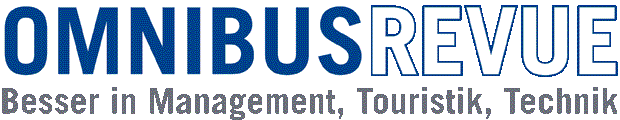 OMNIBUSREVUE
Besser in Management, Touristik, Technik